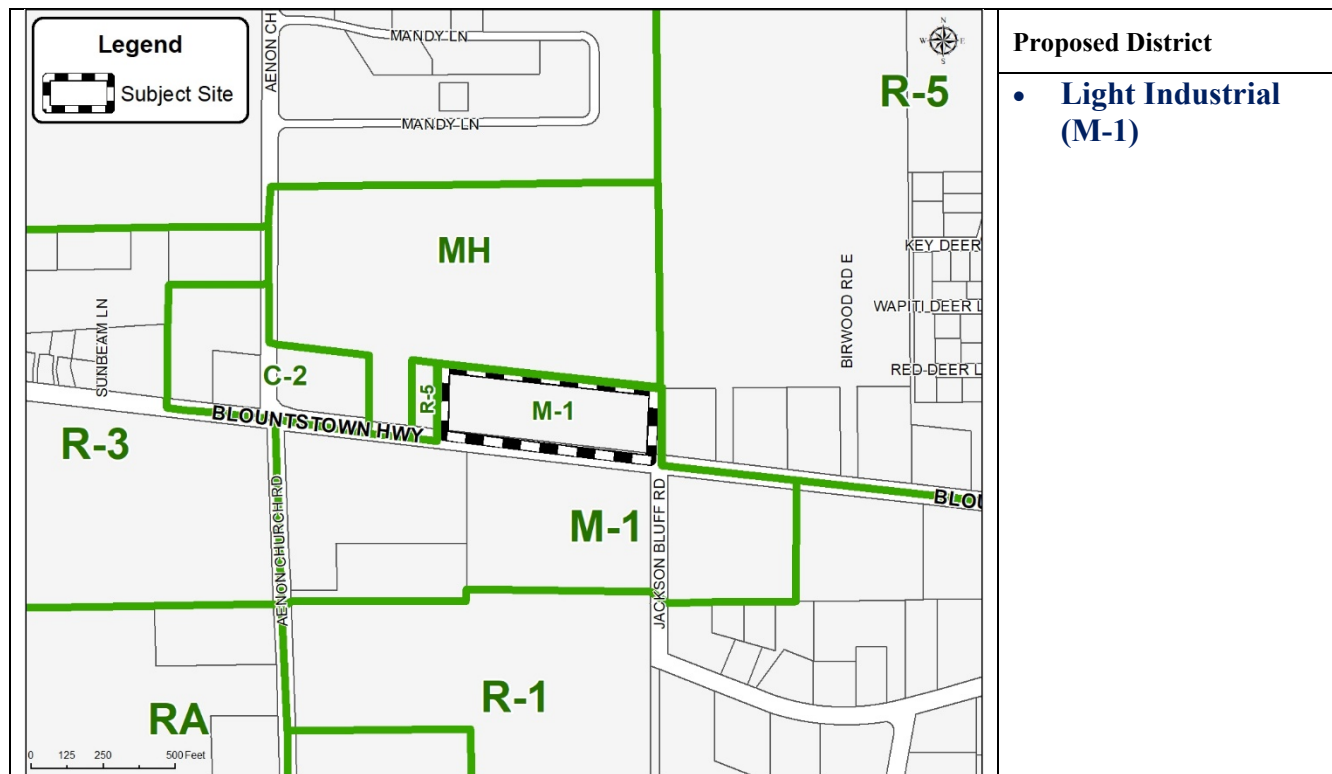 Legend
Subject Site
AENON CH
MANDY LN
MANDY LN
N
W E
S
R-5
MH
KEY DEER
BIRWOOD RD E
WAPITI DEER L
RED DEER L
SUNBEAM LN
C-2
R-5
M-1
BLOUNTSTOWN HWY
R-3
BLOU
M-1
AENON CHURCH RD
JACKSON BLUFF RD
R-1
RA
0 125 250 500 Feet
Proposed District
• Light Industrial
(M-1)